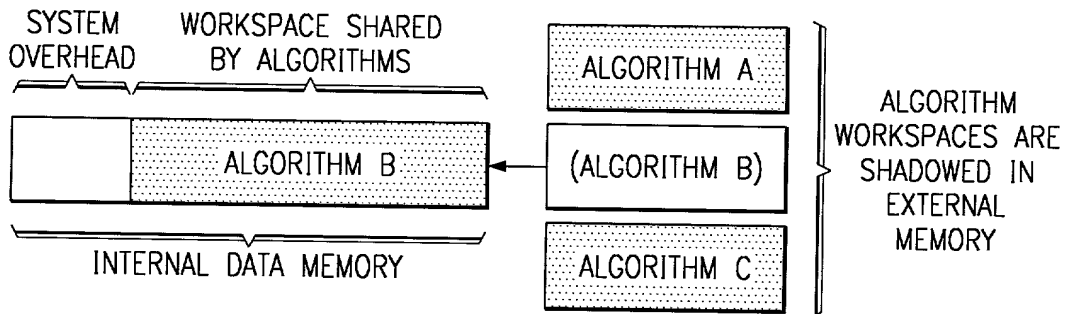 SYSTEM
OVERHEAD
WORKSPACE SHARED
BY ALGORITHMS
ALGORITHM B
INTERNAL DATA MEMORY
ALGORITHM A
(ALGORITHM B)
ALGORITHM C
ALGORITHM
WORKSPACES ARE
SHADOWED IN
EXTERNAL
MEMORY